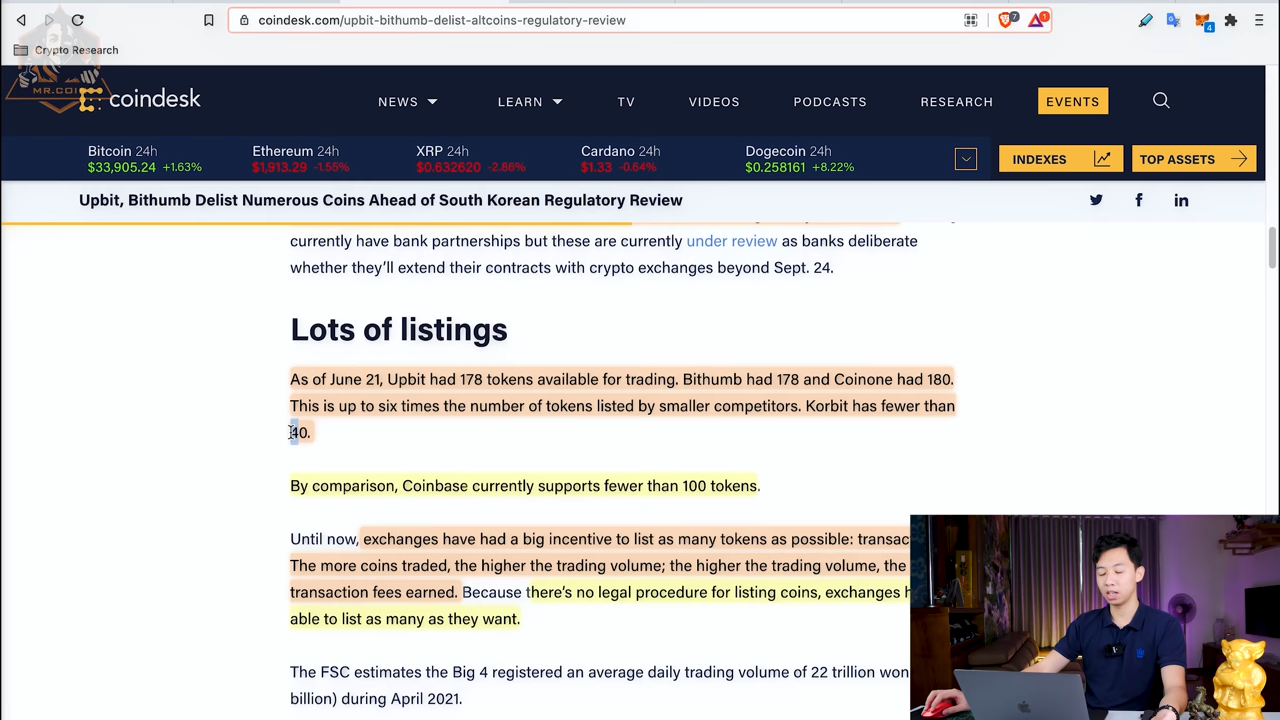 coindesk.com/upbit-bithumb-delist-altcoins-regulatory-review
7
1
4
Crypto Research
MR.COI
coindesk
NEWS
LEARN
TV
VIDEOS
PODCASTS
RESEARCH
EVENTS
Bitcoin 24h
$33,905.24 +1.63%
Ethereum 24h
$1,913.29 -1.55%
XRP 24h
$0.632620 -2.86%
Cardano 24h
$1.33 -0.64%
Dogecoin 24h
$0.258161 +8.22%
INDEXES
TOP ASSETS
Upbit, Bithumb Delist Numerous Coins Ahead of South Korean Regulatory Review
currently have bank partnerships but these are currently under review as banks deliberate
whether they'll extend their contracts with crypto exchanges beyond Sept. 24.
Lots of listings
As of June 21, Upbit had 178 tokens available for trading. Bithumb had 178 and Coinone had 180.
This is up to six times the number of tokens listed by smaller competitors. Korbit has fewer than
40.
By comparison, Coinbase currently supports fewer than 100 tokens.
Until now, exchanges have had a big incentive to list as many tokens as possible: transac
The more coins traded, the higher the trading volume; the higher the trading volume, the
transaction fees earned. Because there's no legal procedure for listing coins, exchanges h
able to list as many as they want.
The FSC estimates the Big 4 registered an average daily trading volume of 22 trillion won
billion) during April 2021.